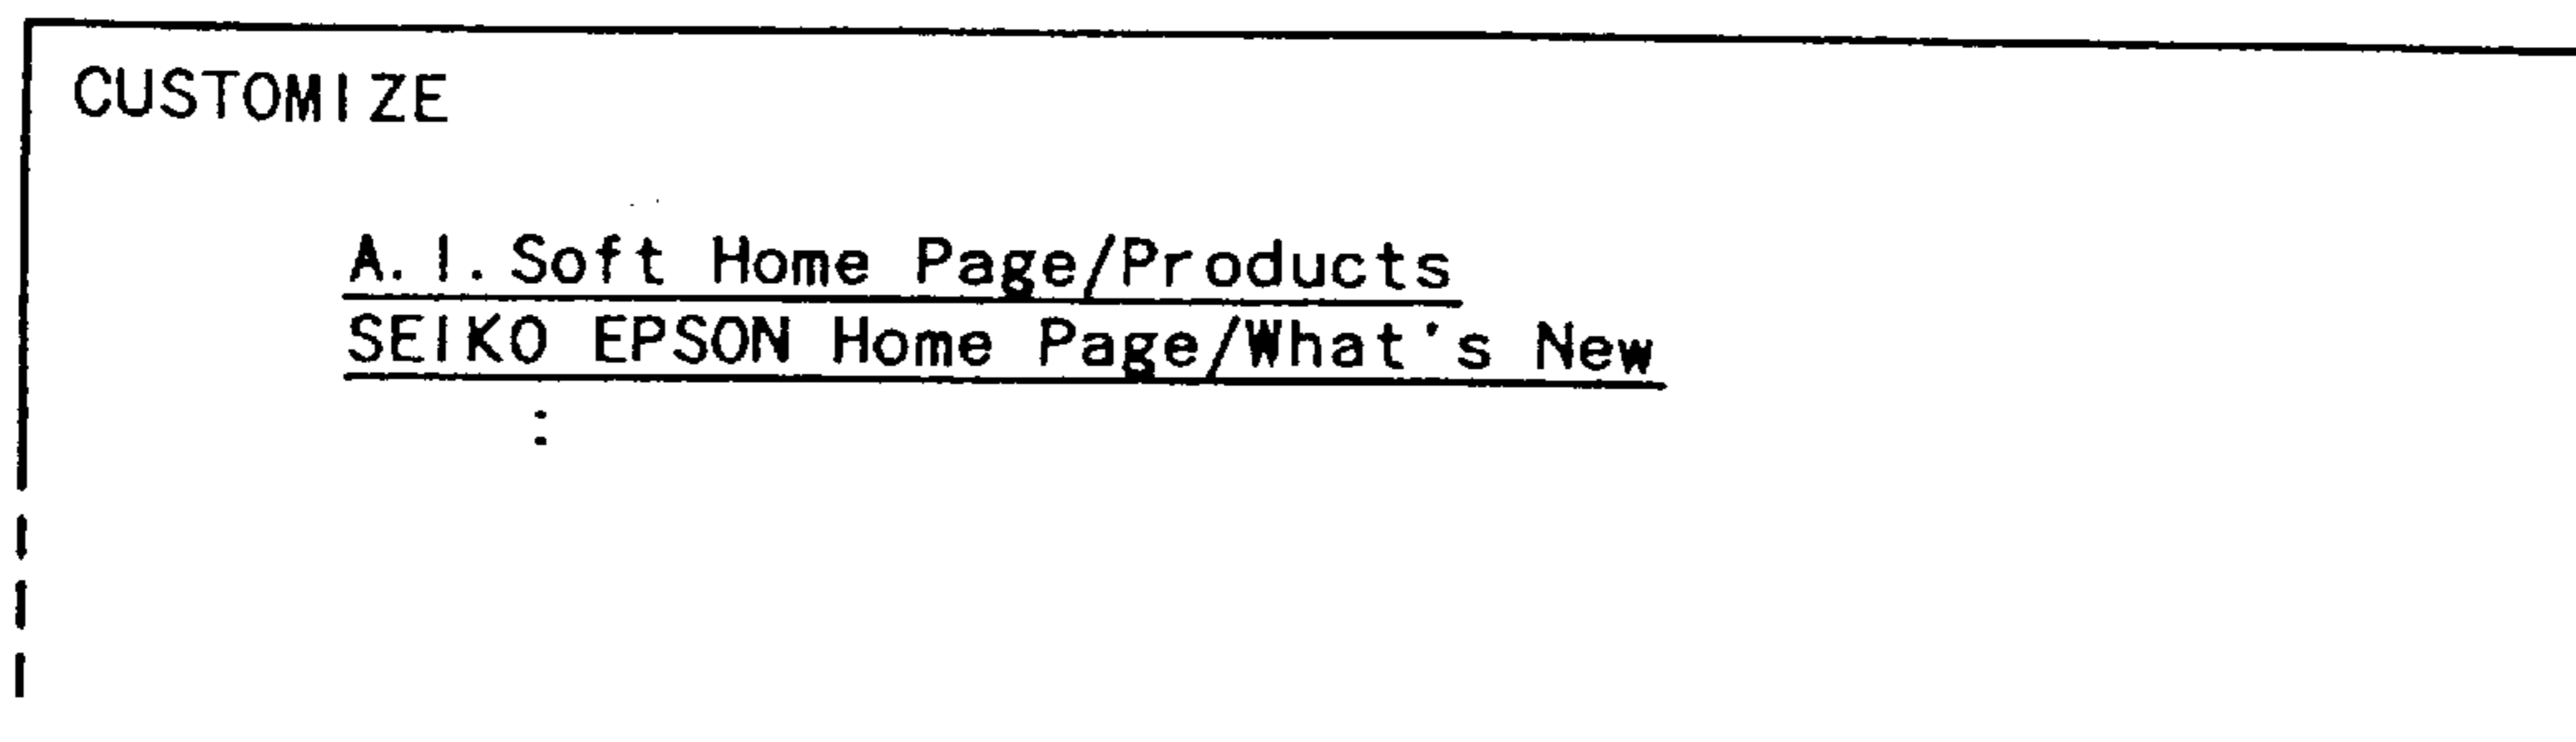 CUSTOMIZE
A.I.Soft Home Page/Products
SEIKO EPSON Home Page/What's New
: